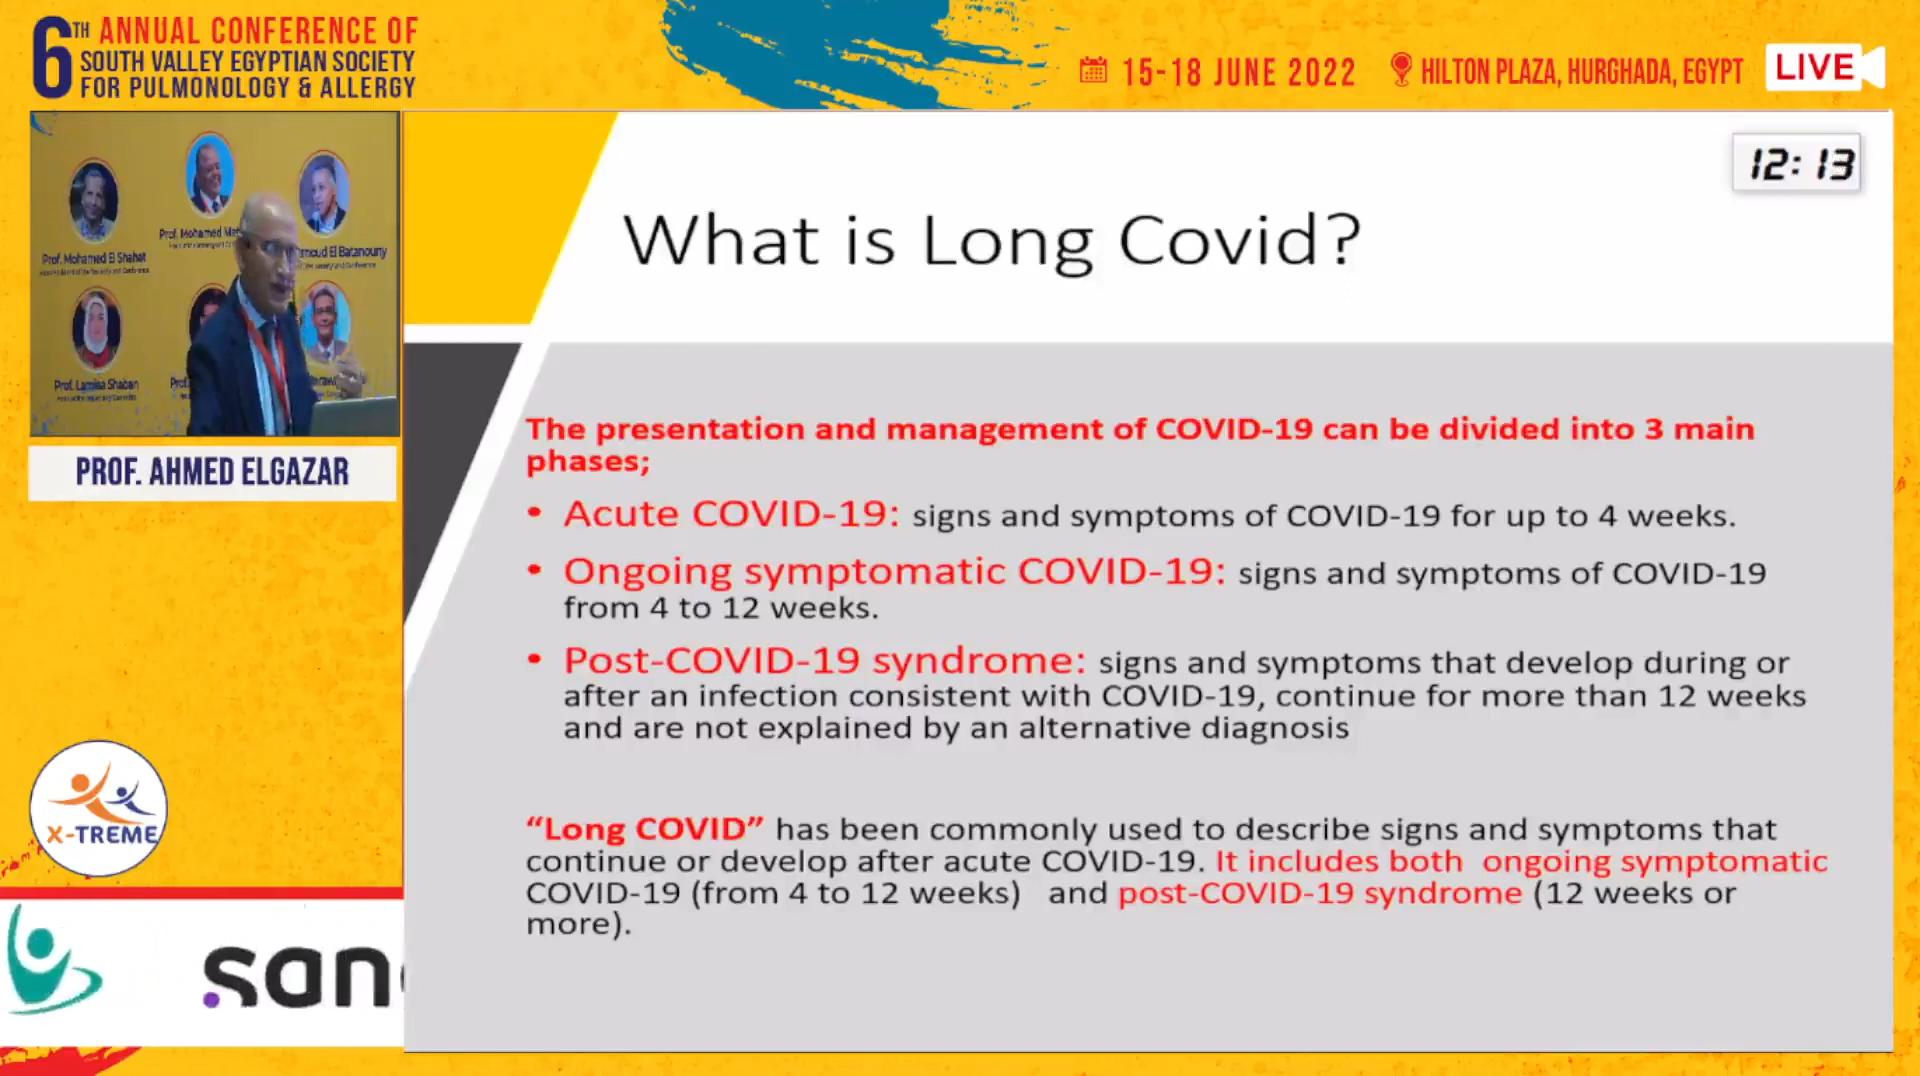 6TH ANNUAL CONFERENCE OF
SOUTH VALLEY EGYPTIAN SOCIETY
FOR PULMONOLOGY & ALLERGY
15-18 JUNE 2022
HILTON PLAZA, HURGHADA, EGYPT
LIVE
12:13
Prof. Mohamed El Shahat
Prof. Mohamed
El Batanouny
Prof. Lamiaa Shaban
Prof.
PROF. AHMED ELGAZAR
What is Long Covid?
The presentation and management of COVID-19 can be divided into 3 main
phases;
• Acute COVID-19: signs and symptoms of COVID-19 for up to 4 weeks.
• Ongoing symptomatic COVID-19: signs and symptoms of COVID-19
from 4 to 12 weeks.
• Post-COVID-19 syndrome: signs and symptoms that develop during or
after an infection consistent with COVID-19, continue for more than 12 weeks
and are not explained by an alternative diagnosis
“Long COVID” has been commonly used to describe signs and symptoms that
continue or develop after acute COVID-19. It includes both ongoing symptomatic
COVID-19 (from 4 to 12 weeks) and post-COVID-19 syndrome (12 weeks or
more).
X-TREME
san